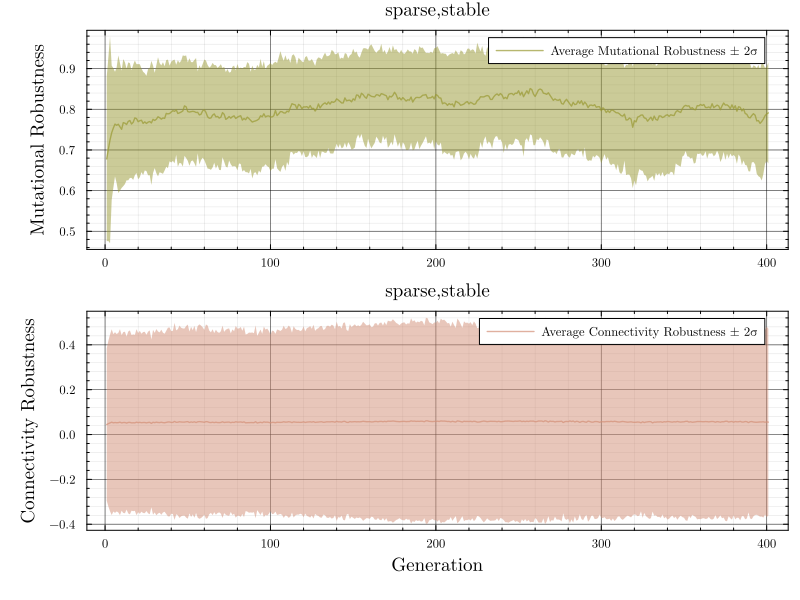 sparse,stable
Average Mutational Robustness ± 2σ
Mutational Robustness
0.9
0.8
0.7
0.6
0.5
0 100 200 300 400
sparse,stable
Average Connectivity Robustness ± 2σ
Connectivity Robustness
0.4
0.2
0.0
−0.2
−0.4
0 100 200 300 400
Generation